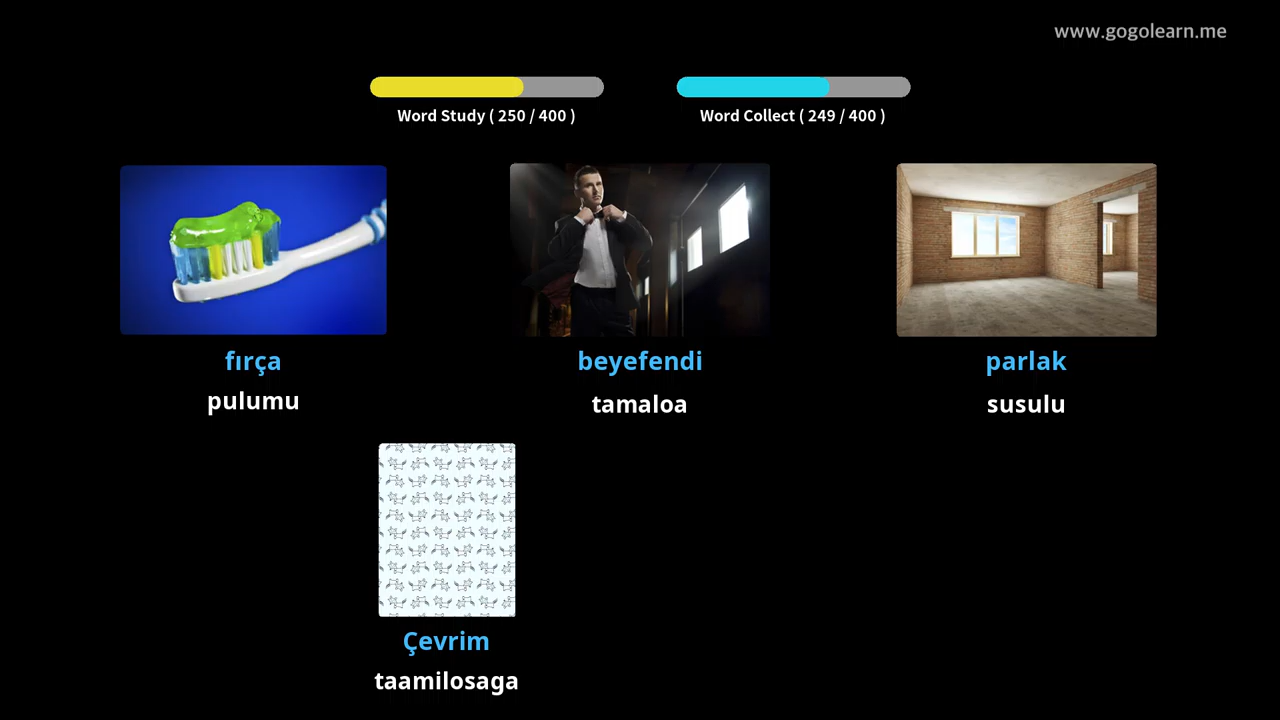 www.gogolearn.me
Word Study ( 250 / 400 )
Word Collect ( 249 / 400 )
fırça
pulumu
beyefendi
tamaloa
parlak
susulu
Çevrim
taamilosaga